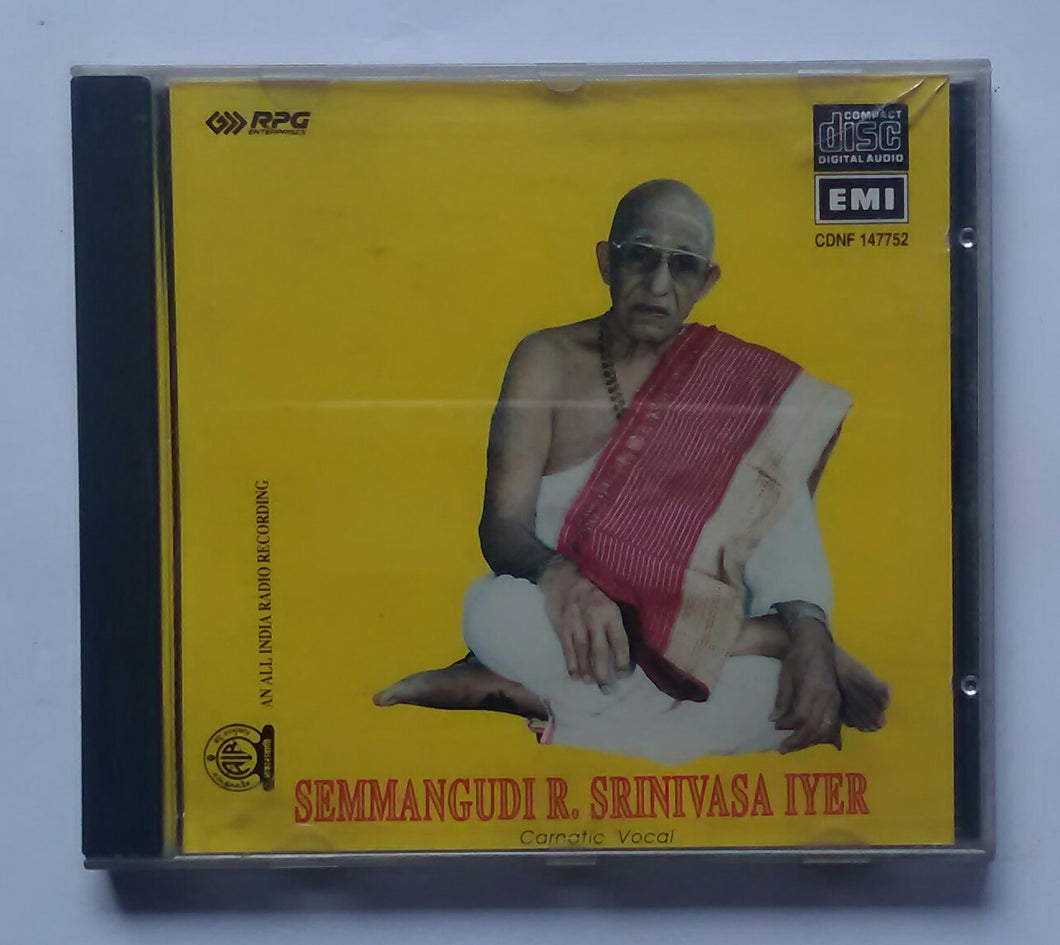 RPG
ENTERPRISES
COMPACT
disc
DIGITAL AUDIO
EMI
CDNF 147752
AN ALL INDIA RADIO RECORDING
AIR
SEMMANGUDI R. SRINIVASA IYER
Carnatic Vocal